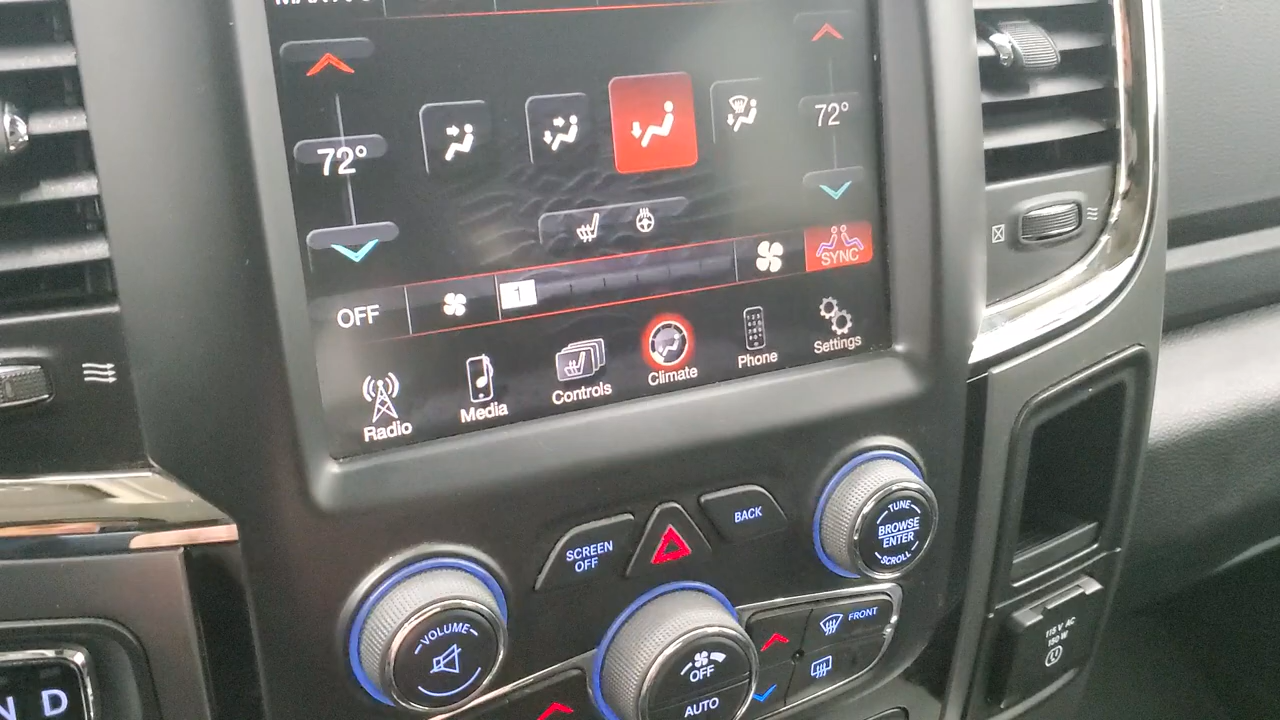 72°
72°
SYNC
OFF
1
Radio
Media
Controls
Climate
Phone
Settings
SCREEN
OFF
BACK
TUNE
BROWSE
ENTER
SCROLL
VOLUME
FRONT
OFF
AUTO
115 V AC
150 W
N D